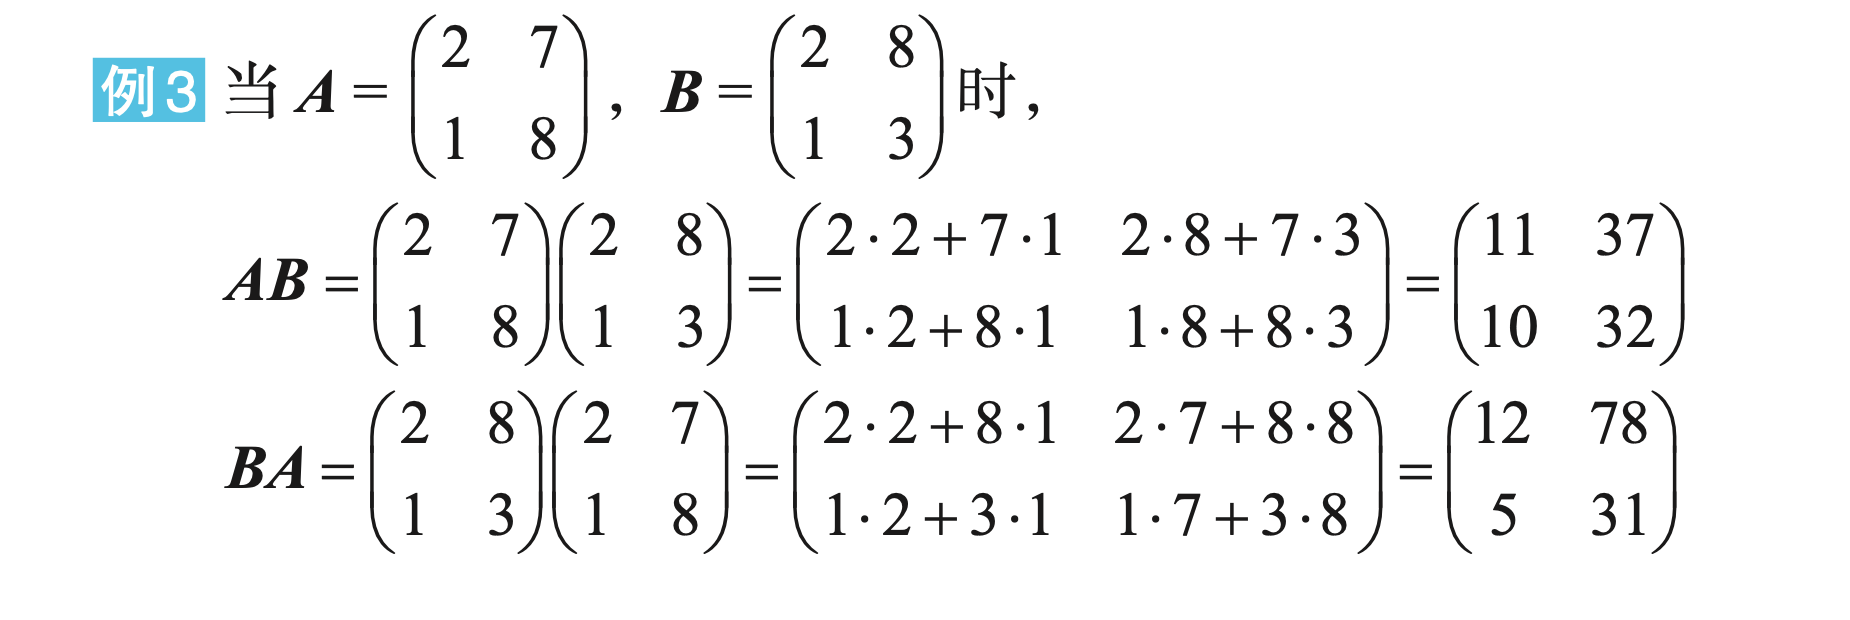 例3 当 A = (2 7
1 8), B = (2 8
1 3) 时,
AB = (2 7
1 8)(2 8
1 3) = (2·2+7·1 2·8+7·3
1·2+8·1 1·8+8·3) = (11 37
10 32)
BA = (2 8
1 3)(2 7
1 8) = (2·2+8·1 2·7+8·8
1·2+3·1 1·7+3·8) = (12 78
5 31)